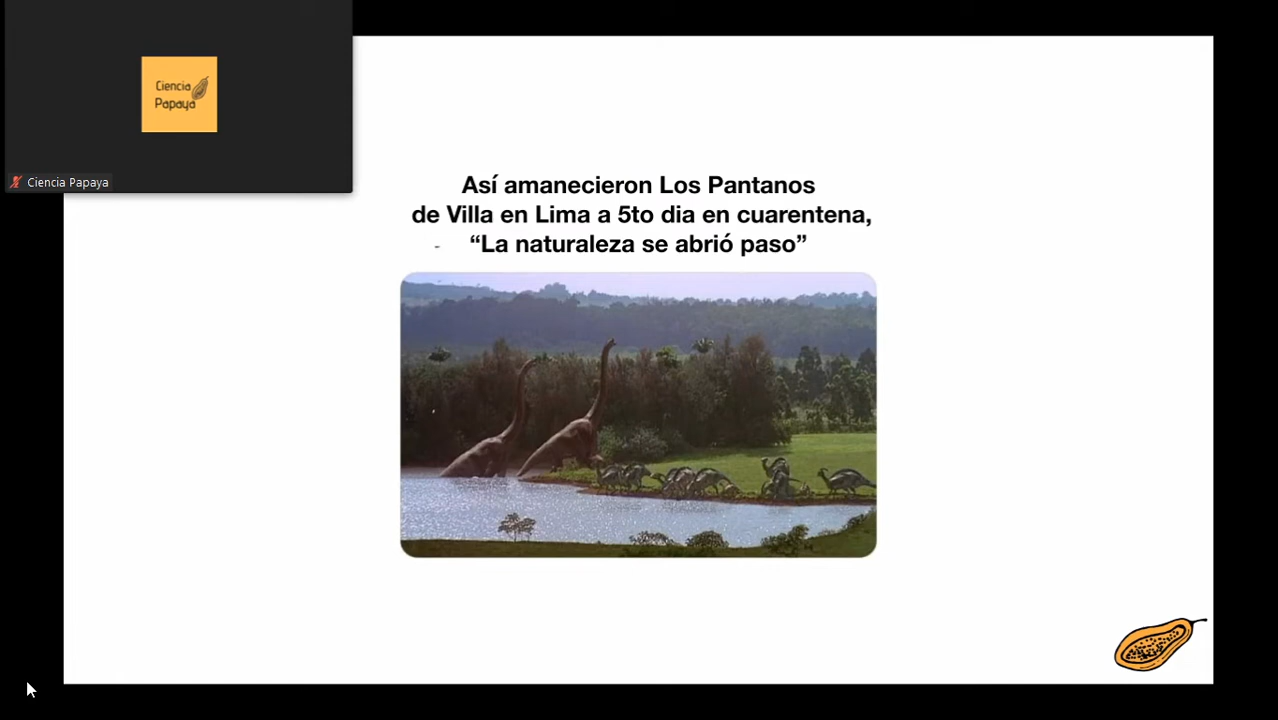 Ciencia
Papaya
Ciencia Papaya
Así amanecieron Los Pantanos
de Villa en Lima a 5to dia en cuarentena,
“La naturaleza se abrió paso”